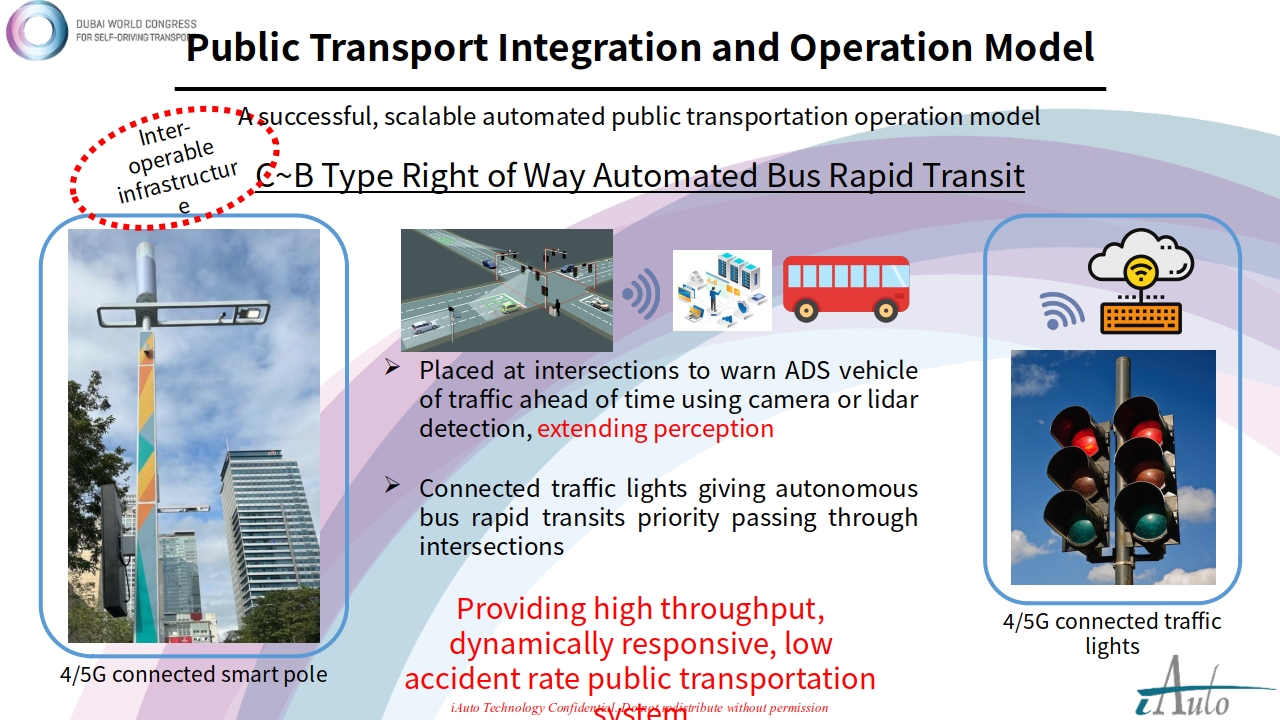 DUBAI WORLD CONGRESS
FOR SELF-DRIVING TRANSPORT
Public Transport Integration and Operation Model
A successful, scalable automated public transportation operation model
Inter-
operable
infrastructur
e
C~B Type Right of Way Automated Bus Rapid Transit
➢ Placed at intersections to warn ADS vehicle
of traffic ahead of time using camera or lidar
detection, extending perception
➢ Connected traffic lights giving autonomous
bus rapid transits priority passing through
intersections
Providing high throughput,
dynamically responsive, low
accident rate public transportation
system
4/5G connected smart pole
4/5G connected traffic
lights
iAuto Technology Confidential. Do not redistribute without permission
iAuto